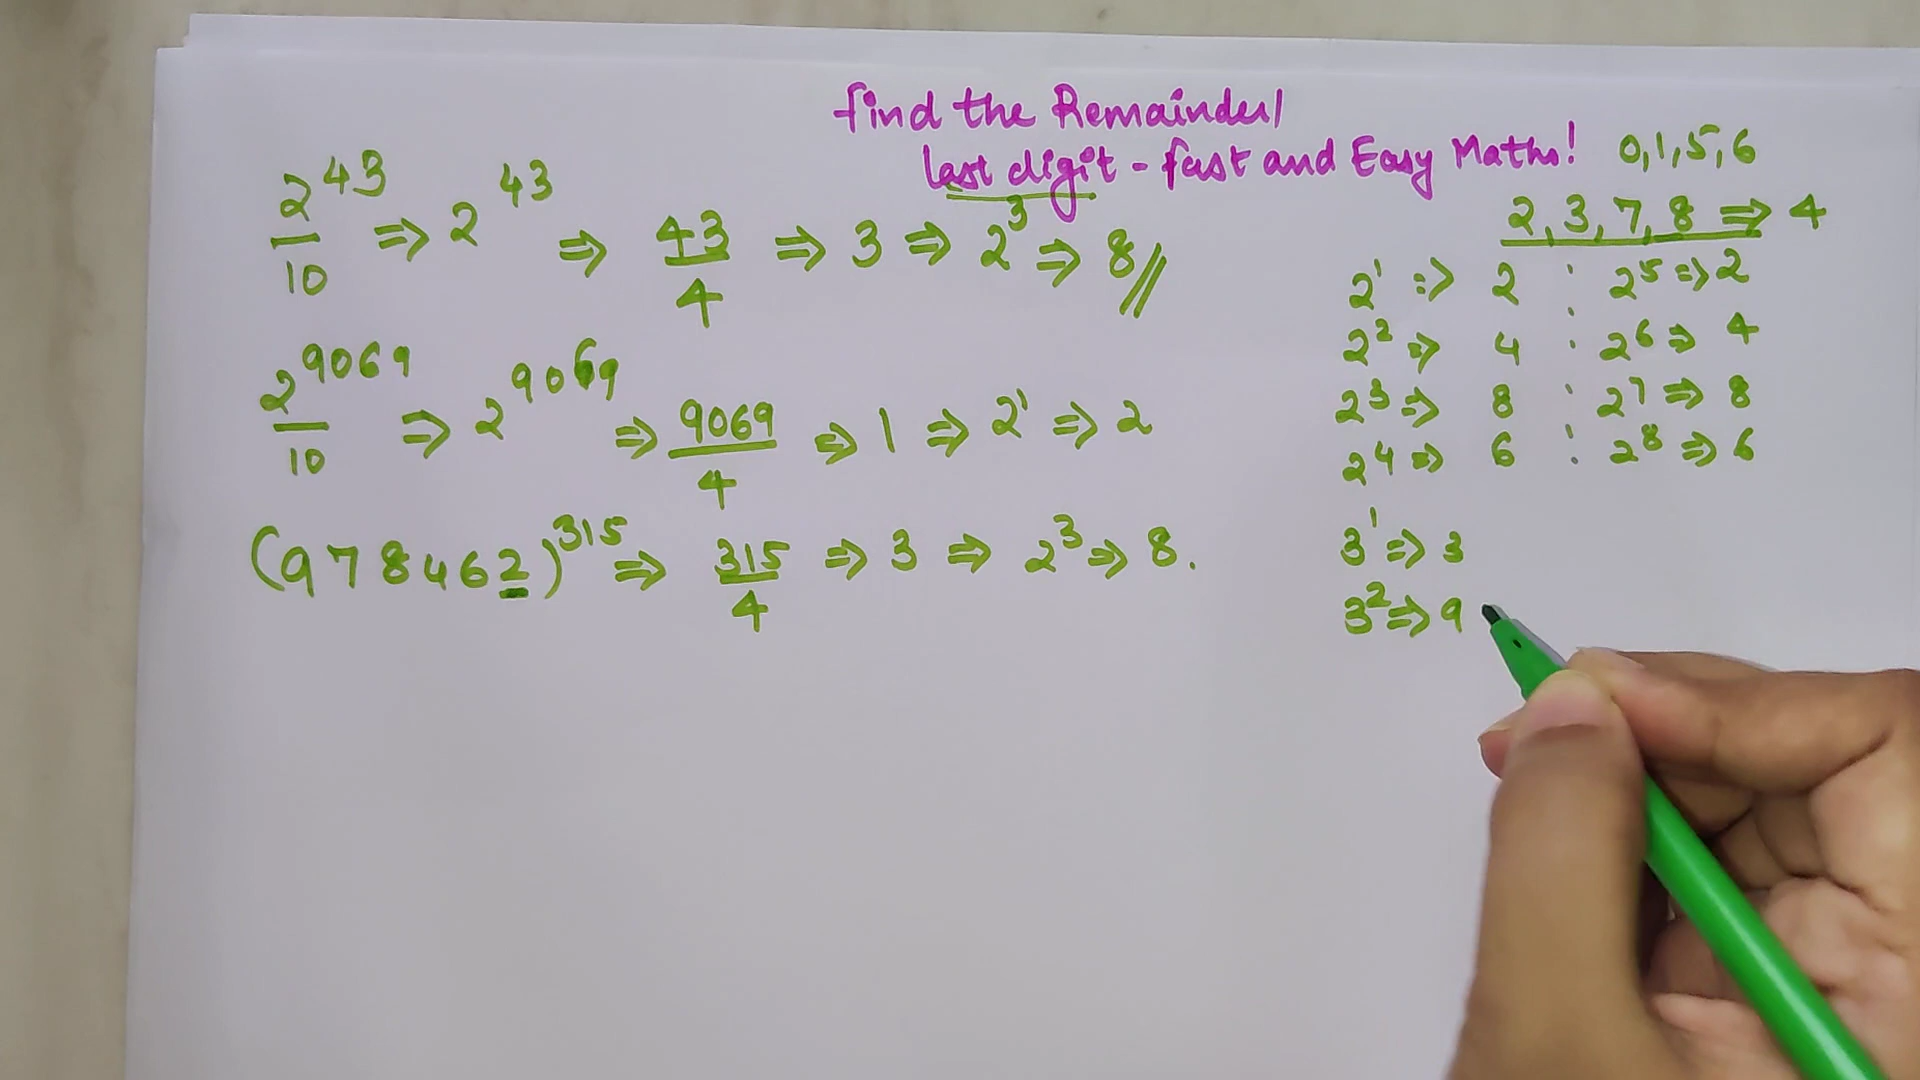 find the Remainder/
last digit - fast and Easy Maths!
0,1,5,6
2,3,7,8 ⇒ 4
2^43/10 ⇒ 2^43 ⇒ 43/4 ⇒ 3 ⇒ 2^3 ⇒ 8//
2^9069/10 ⇒ 2^9069 ⇒ 9069/4 ⇒ 1 ⇒ 2^1 ⇒ 2
(978462)^315 ⇒ 315/4 ⇒ 3 ⇒ 2^3 ⇒ 8.
2^1 :⇒ 2 : 2^5 ⇒ 2
2^2 ⇒ 4 : 2^6 ⇒ 4
2^3 ⇒ 8 : 2^7 ⇒ 8
2^4 ⇒ 6 : 2^8 ⇒ 6
3^1 ⇒ 3
3^2 ⇒ 9